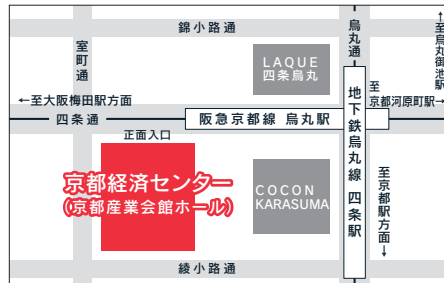 錦小路通
烏丸通
↑至烏丸御池駅
室町通
LAQUE
四条烏丸
←至大阪梅田駅方面
至
京都河原町駅→
四条通
阪急京都線 烏丸駅
地下鉄烏丸線 四条駅
正面入口
京都経済センター
(京都産業会館ホール)
COCON
KARASUMA
至京都駅方面↓
綾小路通